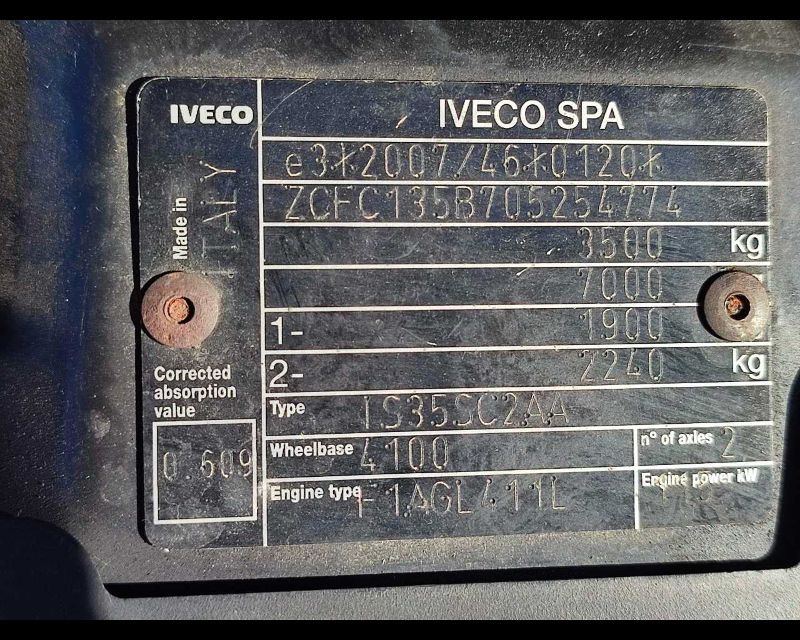 IVECO
IVECO SPA
e3*2007/46*0120*
ZCFC135B705254774
3500 kg
7000
1- 1900
2- 2240 kg
Made in ITALY
Corrected
absorption
value
0.609
Type IS35SC2AA
Wheelbase 4100
n° of axles 2
Engine type F1AGL411L
Engine power kW